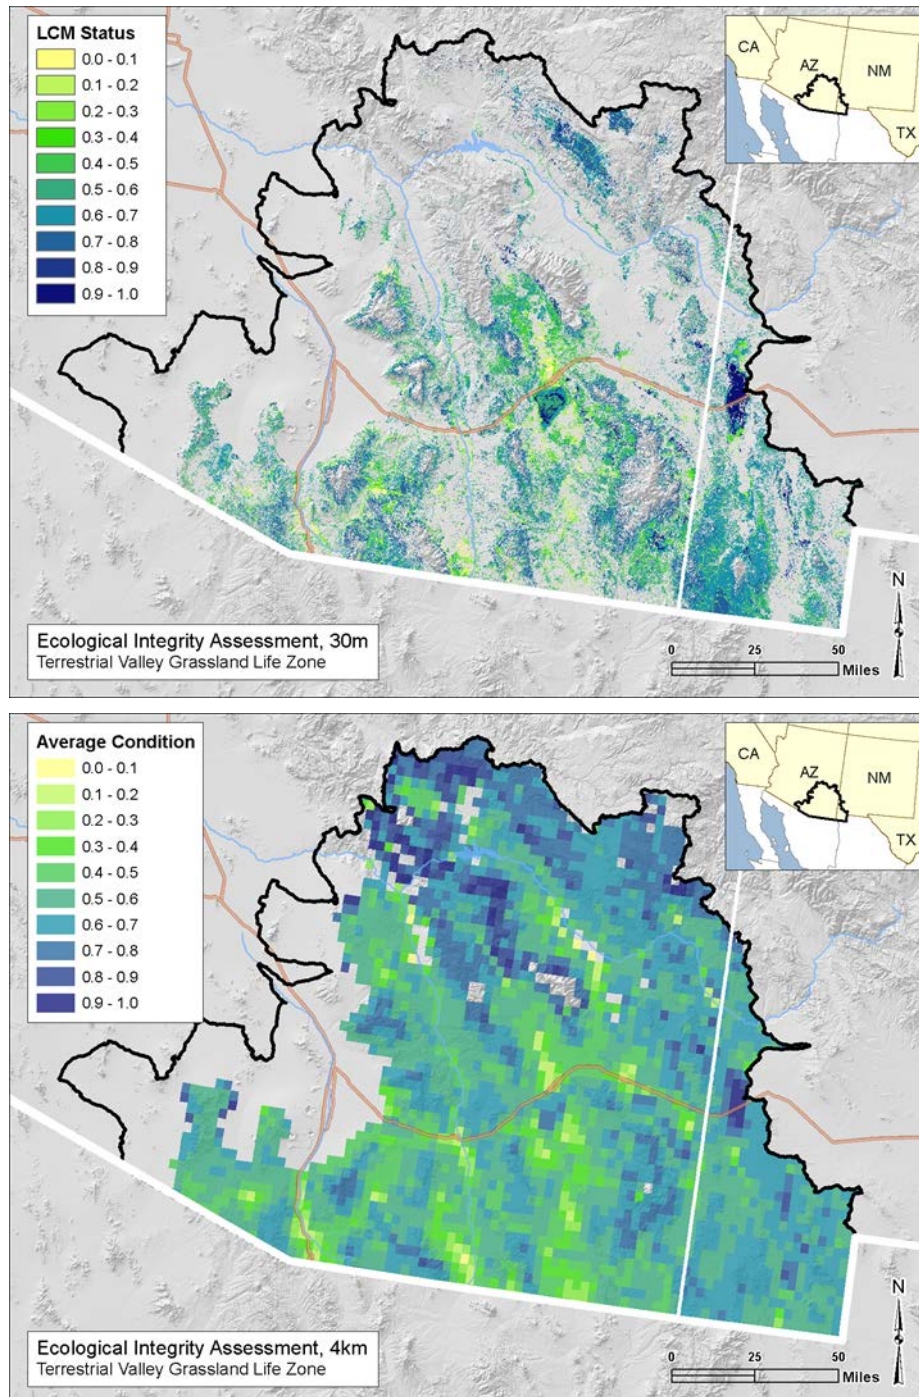 LCM Status
0.0 - 0.1
0.1 - 0.2
0.2 - 0.3
0.3 - 0.4
0.4 - 0.5
0.5 - 0.6
0.6 - 0.7
0.7 - 0.8
0.8 - 0.9
0.9 - 1.0
CA
AZ
NM
TX
N
Ecological Integrity Assessment, 30m
Terrestrial Valley Grassland Life Zone
0 25 50
Miles
Average Condition
0.0 - 0.1
0.1 - 0.2
0.2 - 0.3
0.3 - 0.4
0.4 - 0.5
0.5 - 0.6
0.6 - 0.7
0.7 - 0.8
0.8 - 0.9
0.9 - 1.0
CA
AZ
NM
TX
N
Ecological Integrity Assessment, 4km
Terrestrial Valley Grassland Life Zone
0 25 50
Miles